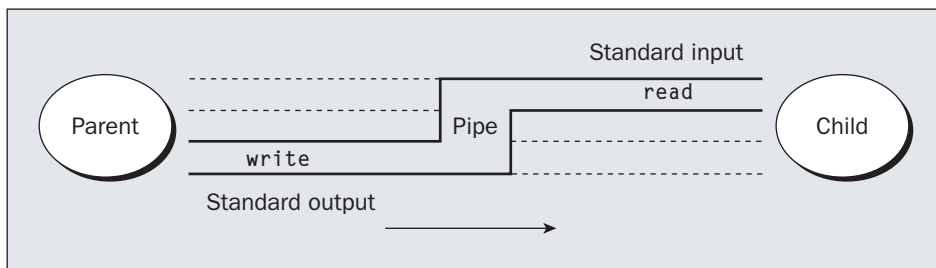 Standard input
read
Parent
Pipe
Child
write
Standard output